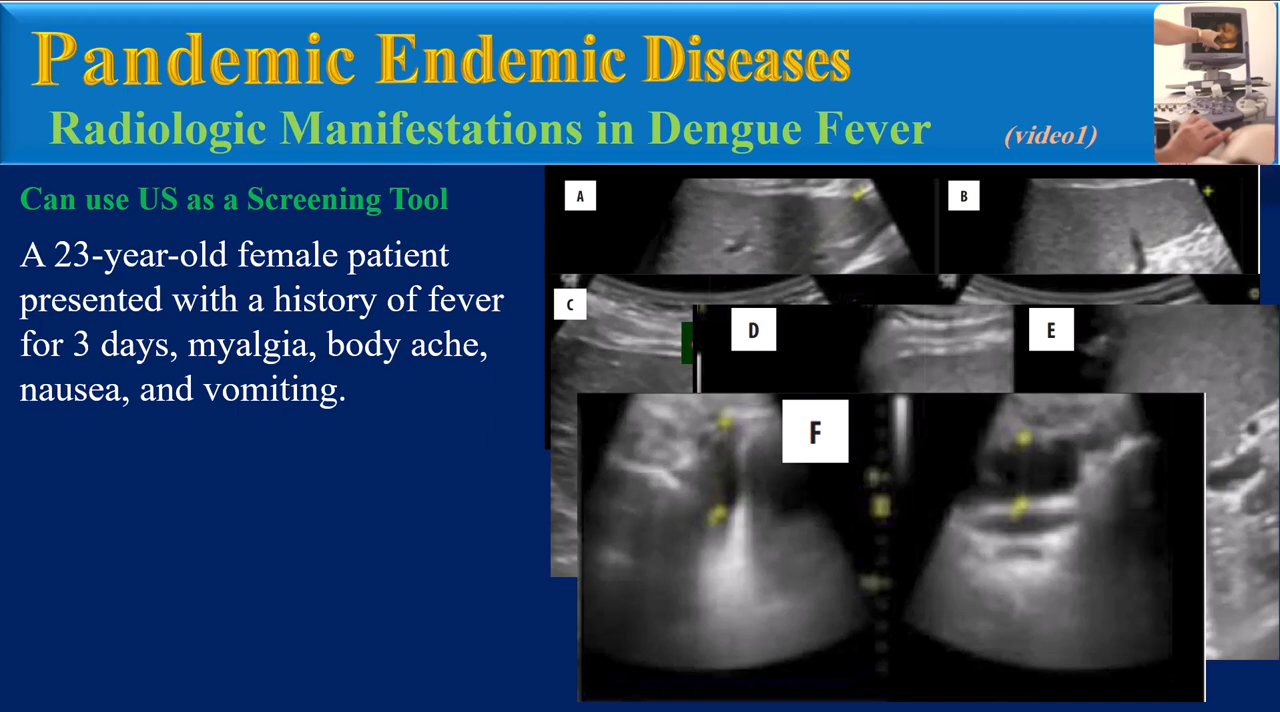 Pandemic Endemic Diseases
Radiologic Manifestations in Dengue Fever (video1)
Can use US as a Screening Tool
A 23-year-old female patient
presented with a history of fever
for 3 days, myalgia, body ache,
nausea, and vomiting.
A
B
C
D
E
F